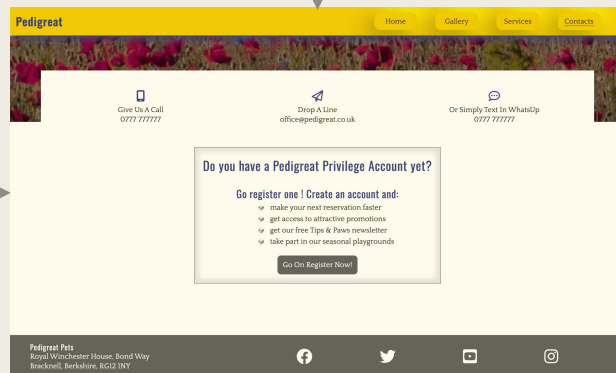 Pedigreat
Home
Gallery
Services
Contacts
Give Us A Call
0777 777777
Drop A Line
office@pedigreat.co.uk
Or Simply Text In WhatsUp
0777 777777
Do you have a Pedigreat Privilege Account yet?
Go register one ! Create an account and:
make your next reservation faster
get access to attractive promotions
get our free Tips & Paws newsletter
take part in our seasonal playgrounds
Go On Register Now!
Pedigreat Pets
Royal Winchester House, Bond Way
Bracknell, Berkshire, RG12 1NY